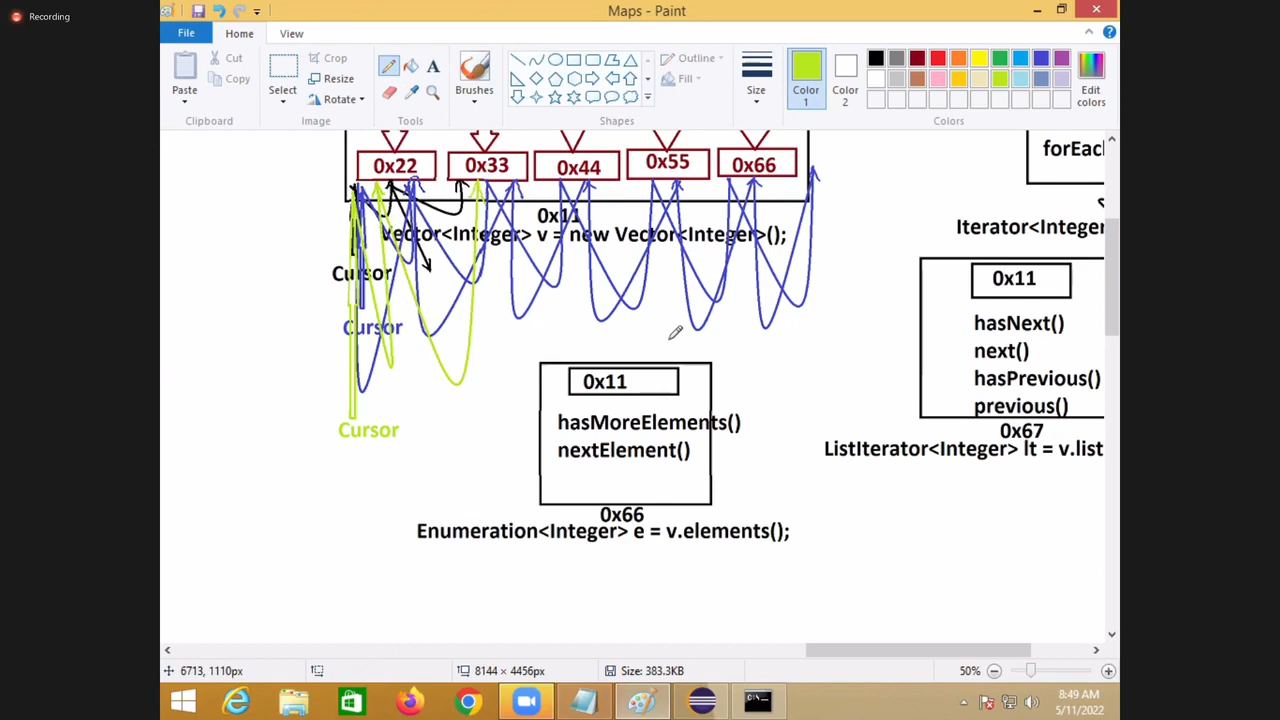 Recording
Maps - Paint
File
Home
View
Paste
Cut
Copy
Clipboard
Select
Crop
Resize
Rotate
Image
Tools
Brushes
Outline
Fill
Shapes
Size
Color 1
Color 2
Edit colors
Colors
0x22
0x33
0x44
0x55
0x66
0x11
Vector<Integer> v = new Vector<Integer>();
Cursor
Cursor
Cursor
0x11
hasMoreElements()
nextElement()
0x66
Enumeration<Integer> e = v.elements();
forEac
Iterator<Integer
0x11
hasNext()
next()
hasPrevious()
previous()
0x67
ListIterator<Integer> lt = v.list
6713, 1110px
8144 × 4456px
Size: 383.3KB
50%
8:49 AM
5/11/2022